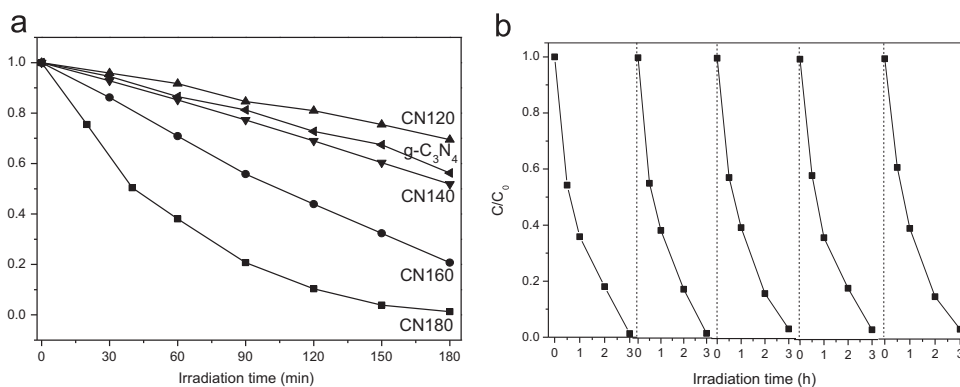 a
1.0
0.8
0.6
0.4
0.2
0.0
CN120
g-C₃N₄
CN140
CN160
CN180
0 30 60 90 120 150 180
Irradiation time (min)
b
C/C₀
1.0
0.8
0.6
0.4
0.2
0.0
0 1 2 3 0 1 2 3 0 1 2 3 0 1 2 3 0 1 2 3
Irradiation time (h)